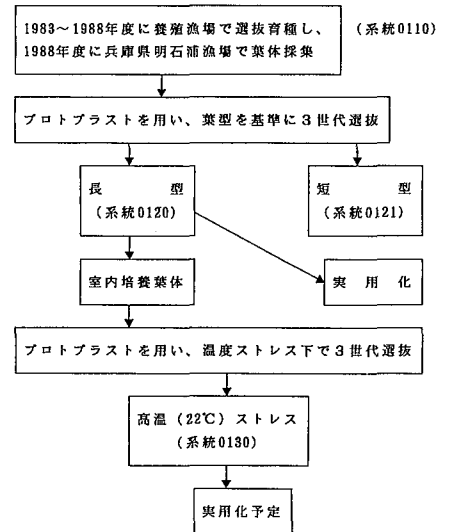 1983～1988年度に養殖漁場で選抜育種し、 (系統0110)
1988年度に兵庫県明石浦漁場で葉体採集
プロトプラストを用い、葉型を基準に3世代選抜
長型 短型
(系統0120) (系統0121)
室内培養葉体 実用化
プロトプラストを用い、温度ストレス下で3世代選抜
高温(22℃)ストレス
(系統0130)
実用化予定